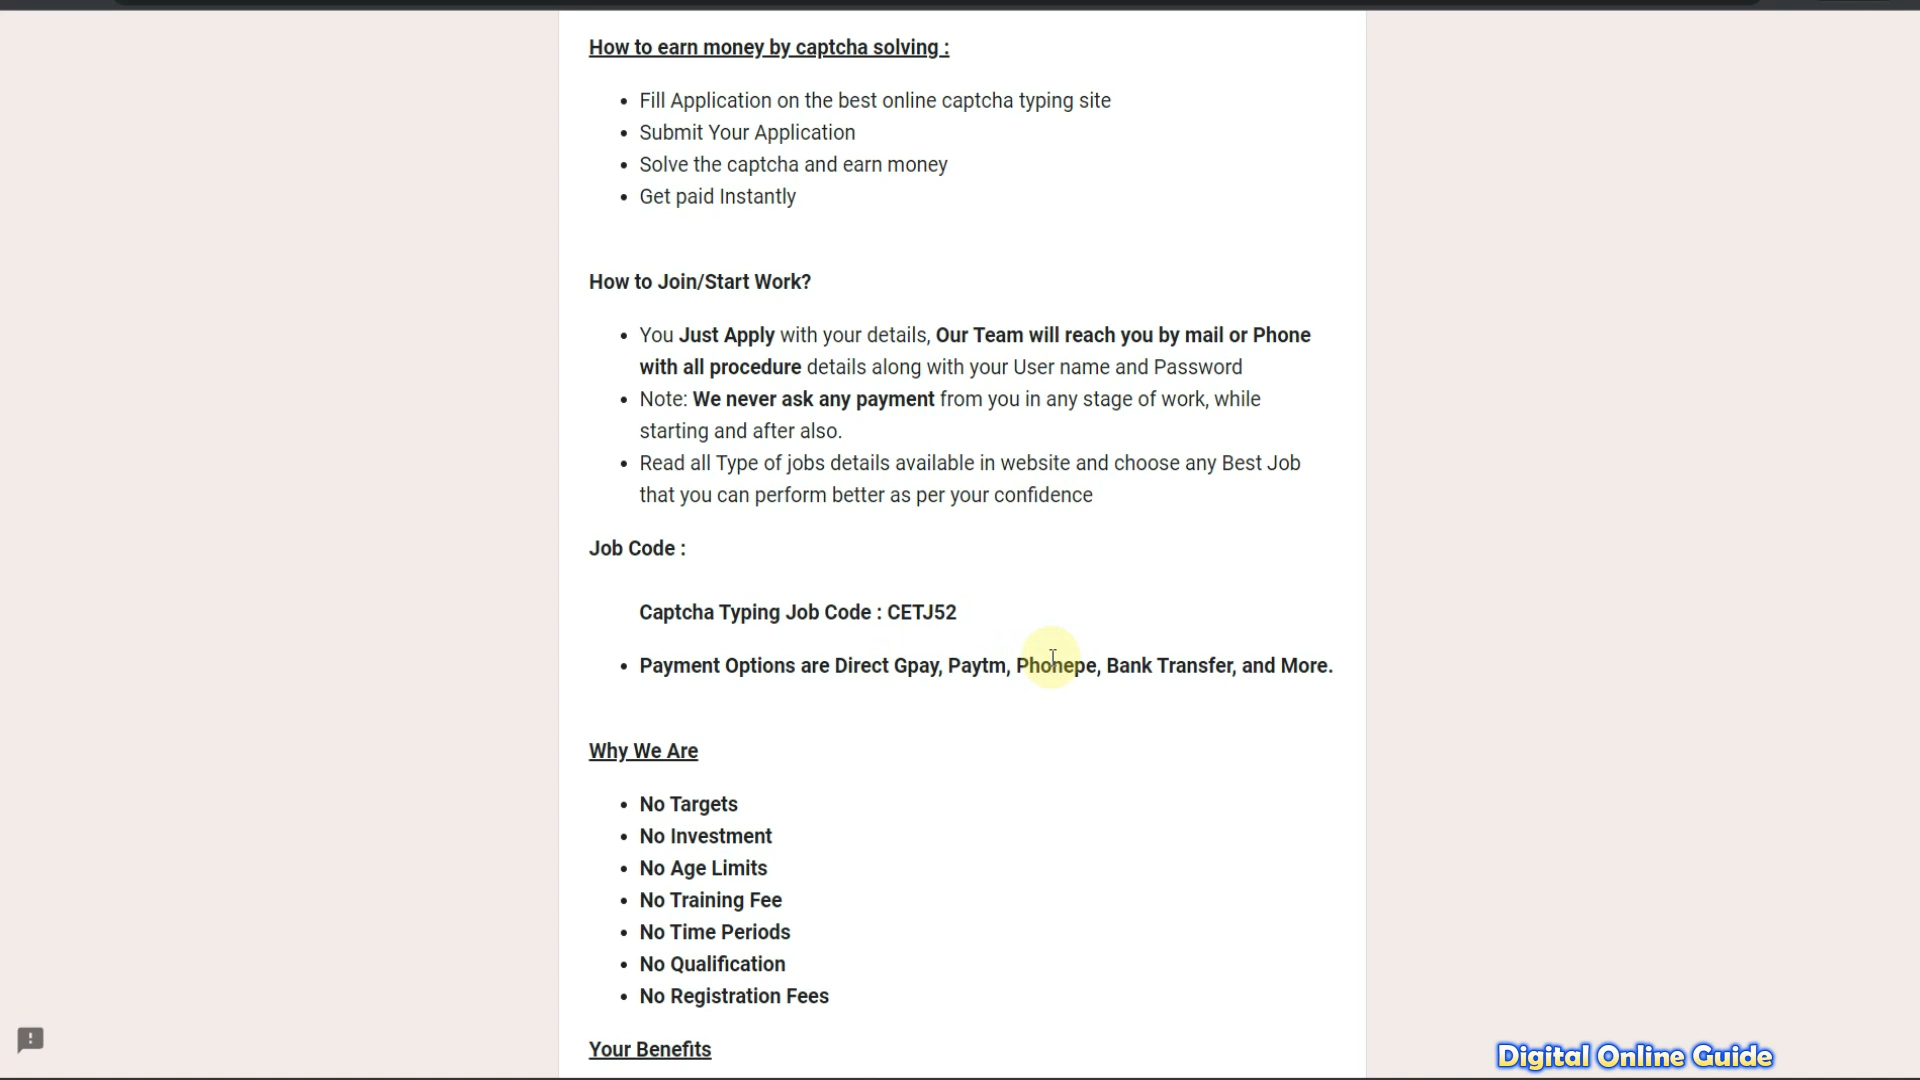 How to earn money by captcha solving :
Fill Application on the best online captcha typing site
Submit Your Application
Solve the captcha and earn money
Get paid Instantly
How to Join/Start Work?
You Just Apply with your details, Our Team will reach you by mail or Phone
with all procedure details along with your User name and Password
Note: We never ask any payment from you in any stage of work, while
starting and after also.
Read all Type of jobs details available in website and choose any Best Job
that you can perform better as per your confidence
Job Code :
Captcha Typing Job Code : CETJ52
Payment Options are Direct Gpay, Paytm, Phonepe, Bank Transfer, and More.
Why We Are
No Targets
No Investment
No Age Limits
No Training Fee
No Time Periods
No Qualification
No Registration Fees
Your Benefits
Digital Online Guide